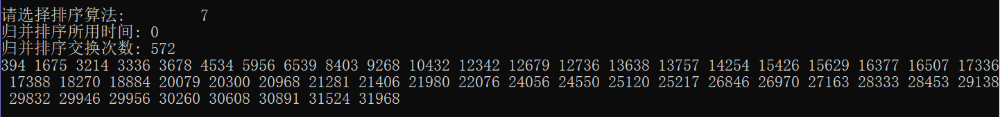 请选择排序算法:         7
归并排序所用时间: 0
归并排序交换次数: 572
394 1675 3214 3336 3678 4534 5956 6539 8403 9268 10432 12342 12679 12736 13638 13757 14254 15426 15629 16377 16507 17336
17388 18270 18884 20079 20300 20968 21281 21406 21980 22076 24056 24550 25120 25217 26846 26970 27163 28333 28453 29138
29832 29946 29956 30260 30608 30891 31524 31968